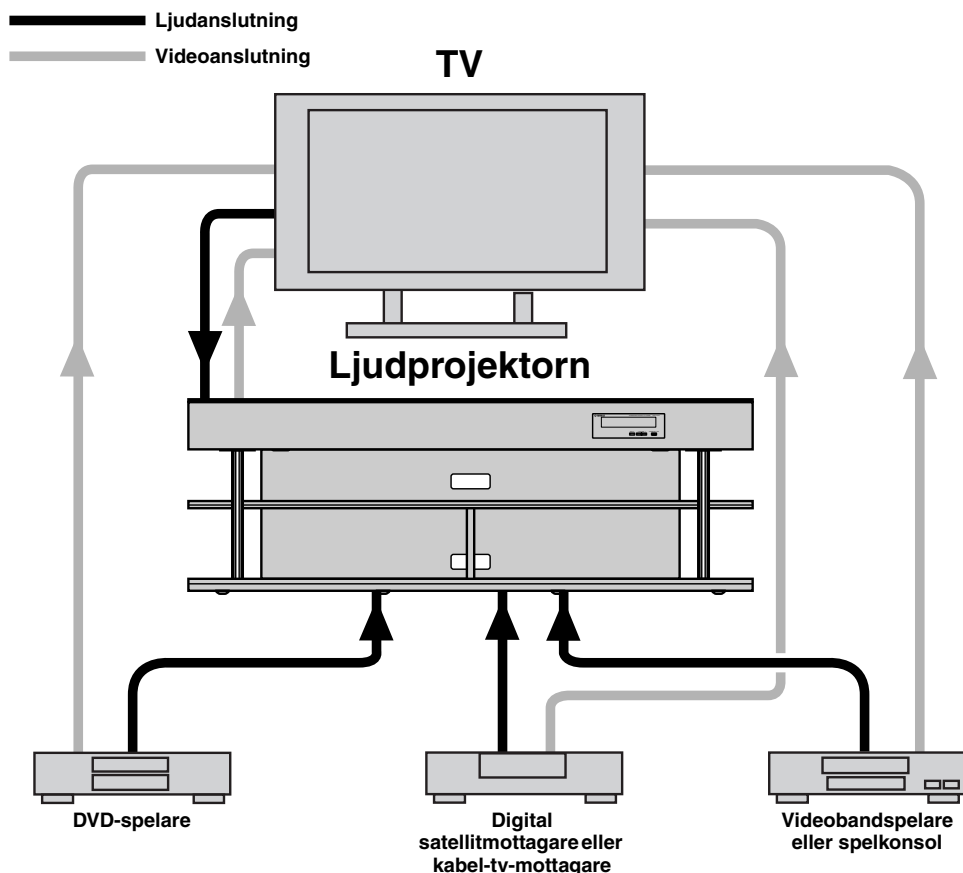 Ljudanslutning
Videoanslutning
TV
Ljudprojektorn
DVD-spelare
Digital
satellitmottagare eller
kabel-tv-mottagare
Videobandspelare
eller spelkonsol